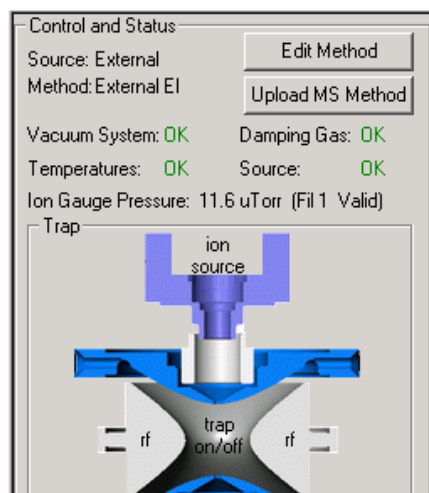 Control and Status
Source: External
Edit Method
Method: External EI
Upload MS Method
Vacuum System: OK
Damping Gas: OK
Temperatures: OK
Source: OK
Ion Gauge Pressure: 11.6 uTorr (Fil 1 Valid)
Trap
ion
source
trap
on/off
rf
rf